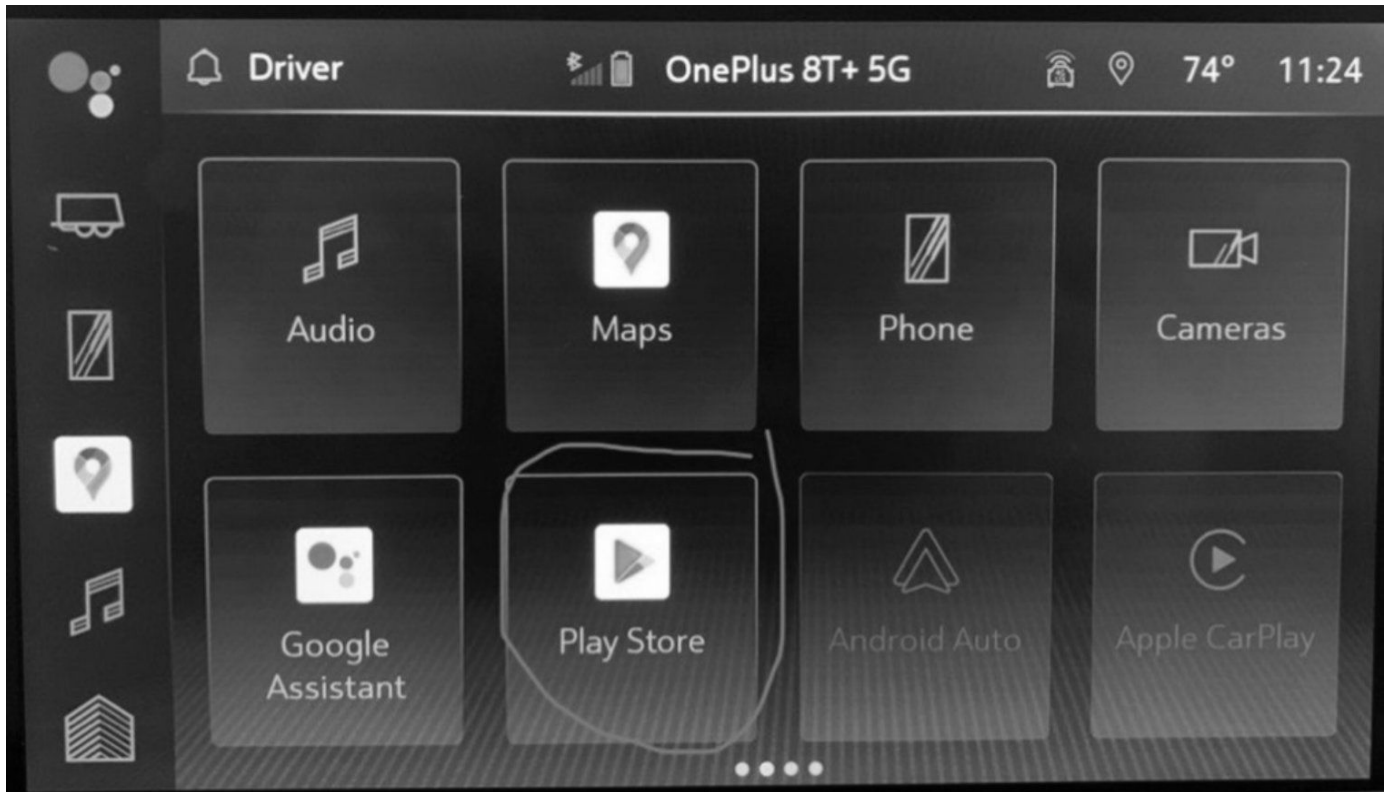 Driver
OnePlus 8T+ 5G
74° 11:24
Audio
Maps
Phone
Cameras
Google
Assistant
Play Store
Android Auto
Apple CarPlay